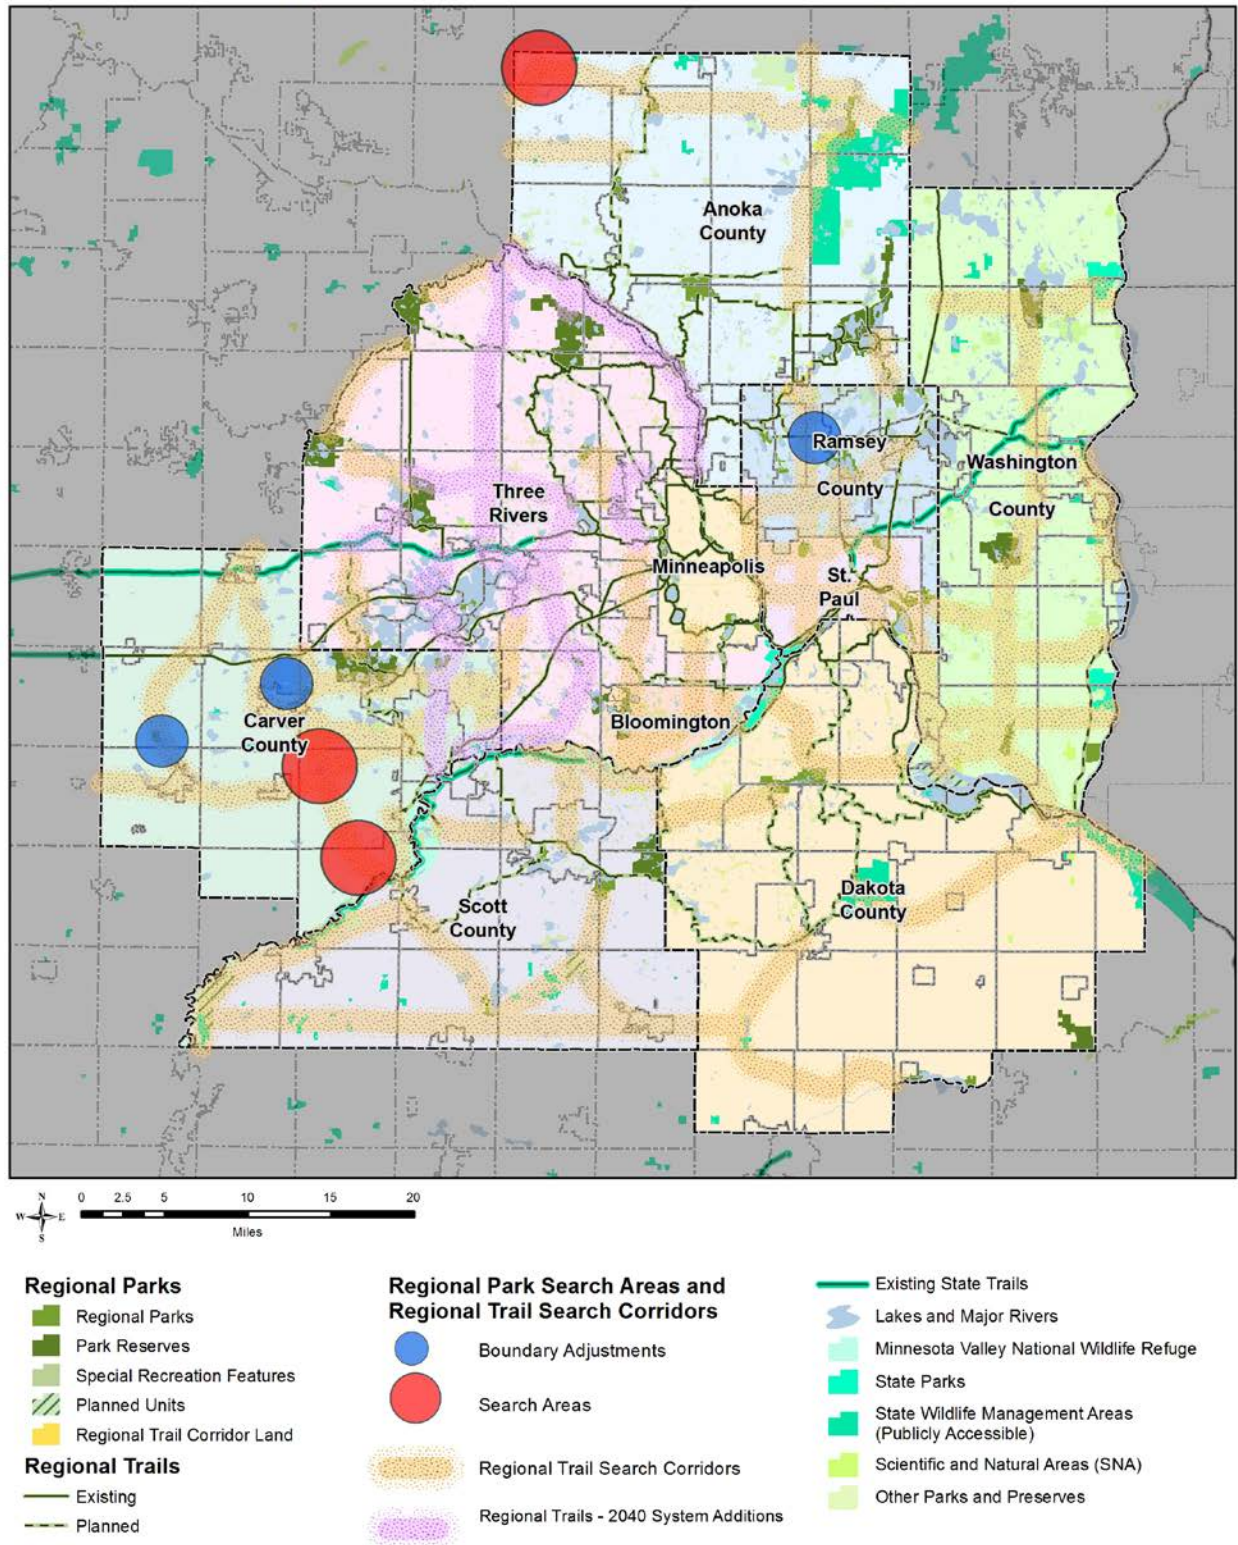 Anoka
County
Ramsey
County
Washington
County
Three
Rivers
Minneapolis
St.
Paul
Carver
County
Bloomington
Scott
County
Dakota
County
N
W E
S
0 2.5 5 10 15 20
Miles
Regional Parks
Regional Parks
Park Reserves
Special Recreation Features
Planned Units
Regional Trail Corridor Land
Regional Trails
Existing
Planned
Regional Park Search Areas and
Regional Trail Search Corridors
Boundary Adjustments
Search Areas
Regional Trail Search Corridors
Regional Trails - 2040 System Additions
Existing State Trails
Lakes and Major Rivers
Minnesota Valley National Wildlife Refuge
State Parks
State Wildlife Management Areas
(Publicly Accessible)
Scientific and Natural Areas (SNA)
Other Parks and Preserves